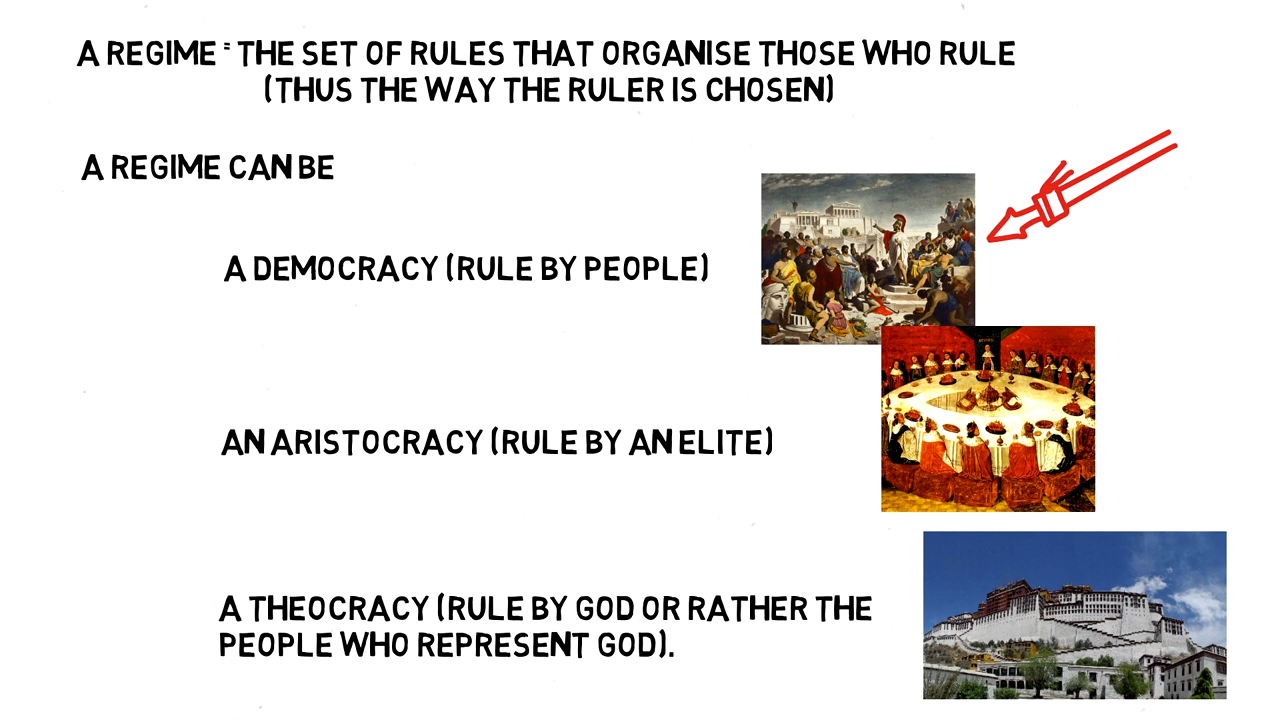 A REGIME = THE SET OF RULES THAT ORGANISE THOSE WHO RULE
(THUS THE WAY THE RULER IS CHOSEN)
A REGIME CAN BE
A DEMOCRACY (RULE BY PEOPLE)
AN ARISTOCRACY (RULE BY AN ELITE)
A THEOCRACY (RULE BY GOD OR RATHER THE
PEOPLE WHO REPRESENT GOD).